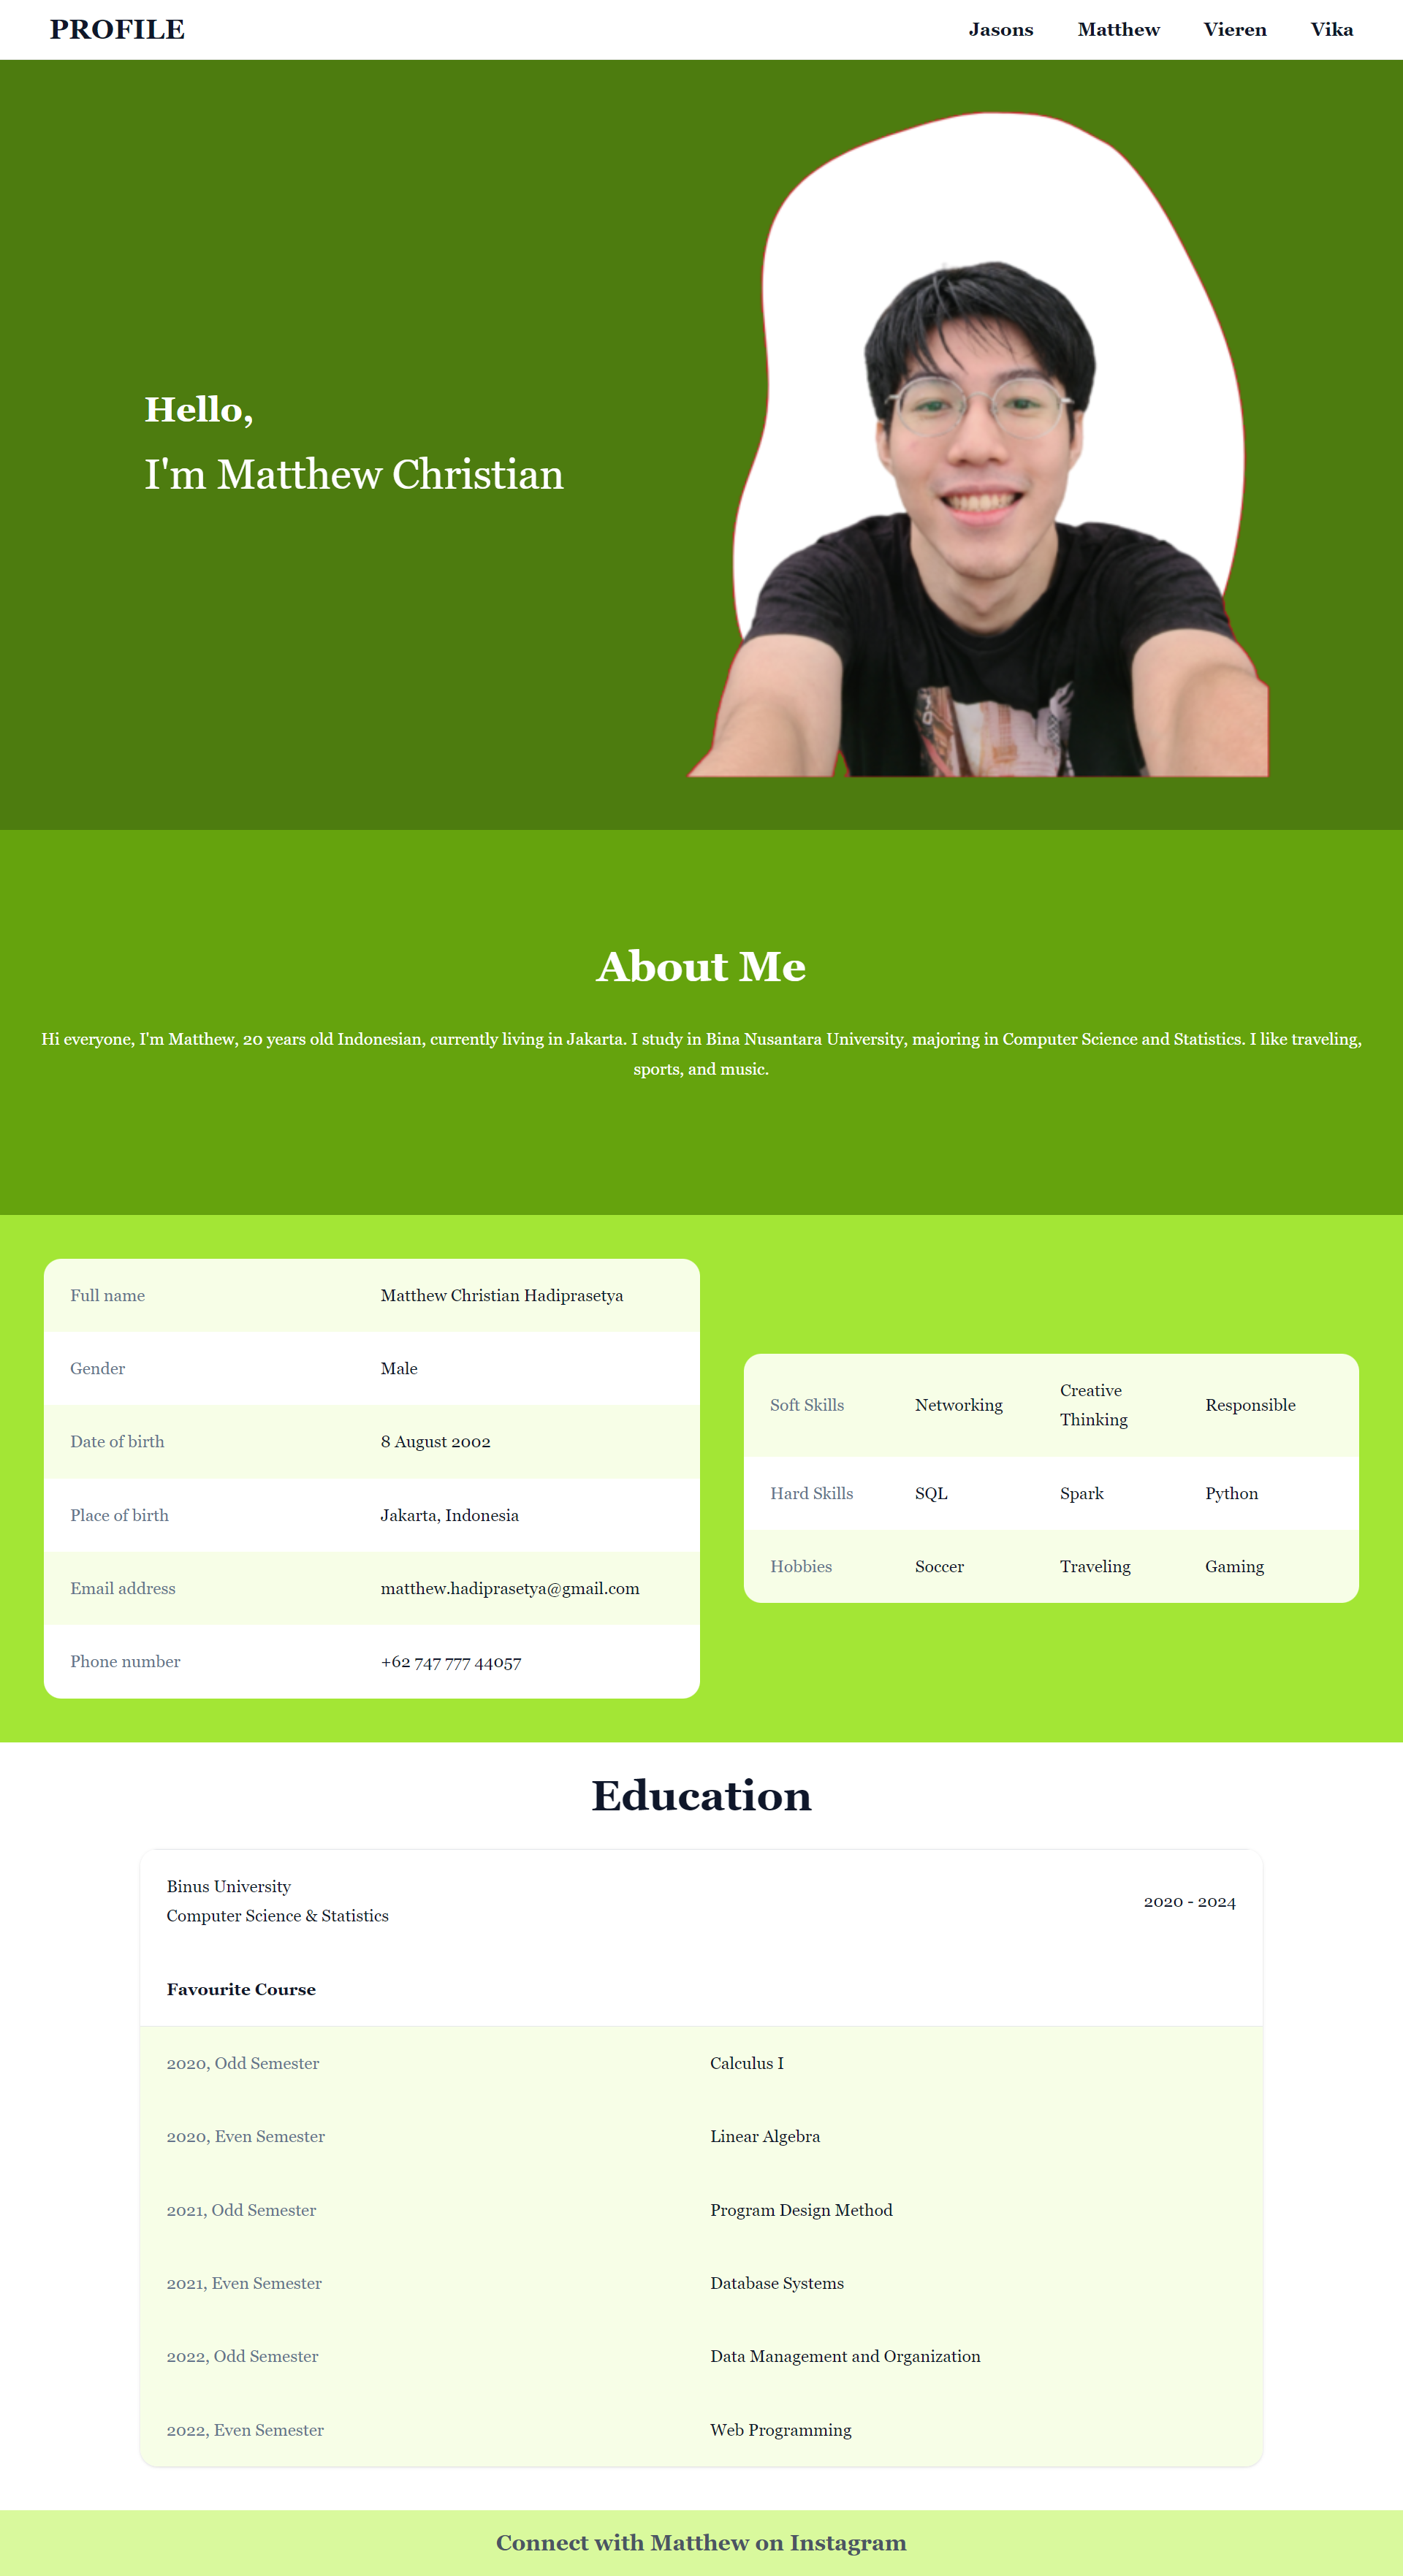 PROFILE
Jasons Matthew Vieren Vika
Hello,
I'm Matthew Christian
About Me
Hi everyone, I'm Matthew, 20 years old Indonesian, currently living in Jakarta. I study in Bina Nusantara University, majoring in Computer Science and Statistics. I like traveling,
sports, and music.
Full name Matthew Christian Hadiprasetya
Gender Male
Date of birth 8 August 2002
Place of birth Jakarta, Indonesia
Email address matthew.hadiprasetya@gmail.com
Phone number +62 747 777 44057
Soft Skills Networking Creative Thinking Responsible
Hard Skills SQL Spark Python
Hobbies Soccer Traveling Gaming
Education
Binus University
Computer Science & Statistics
2020 - 2024
Favourite Course
2020, Odd Semester Calculus I
2020, Even Semester Linear Algebra
2021, Odd Semester Program Design Method
2021, Even Semester Database Systems
2022, Odd Semester Data Management and Organization
2022, Even Semester Web Programming
Connect with Matthew on Instagram